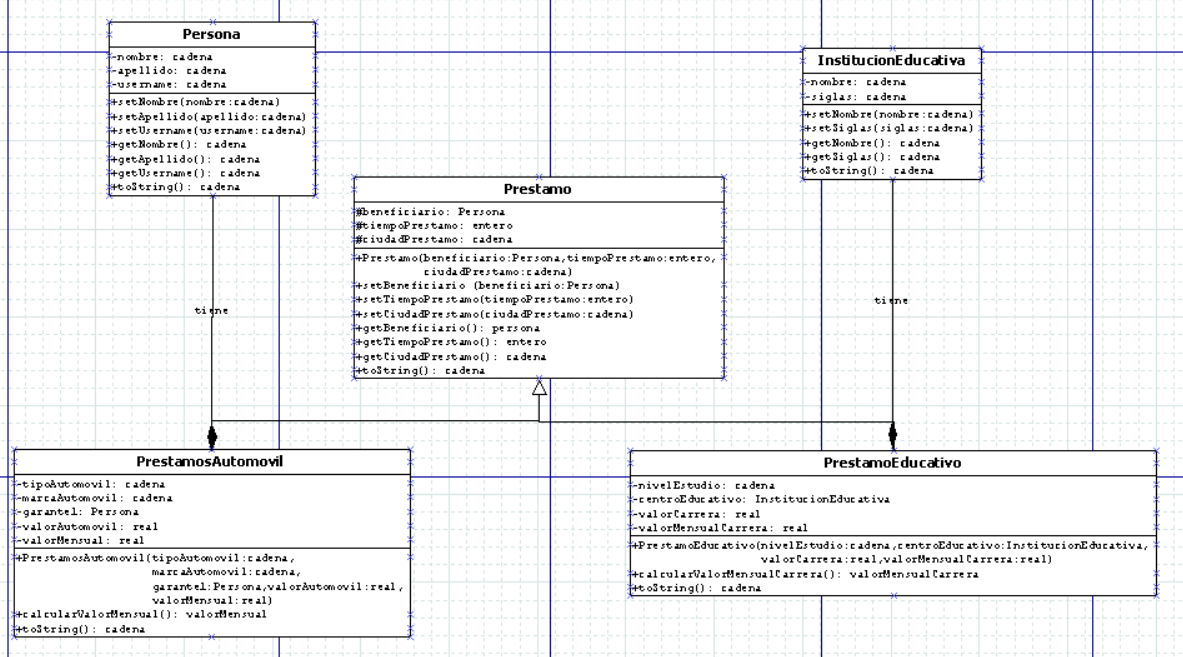 Persona
-nombre: cadena
-apellido: cadena
-username: cadena
+setNombre(nombre:cadena)
+setApellido(apellido:cadena)
+setUsername(username:cadena)
+getNombre(): cadena
+getApellido(): cadena
+getUsername(): cadena
+toString(): cadena
InstitucionEducativa
-nombre: cadena
-siglas: cadena
+setNombre(nombre:cadena)
+setSiglas(siglas:cadena)
+getNombre(): cadena
+getSiglas(): cadena
+toString(): cadena
Prestamo
#beneficiario: Persona
#tiempoPrestamo: entero
#ciudadPrestamo: cadena
+Prestamo(beneficiario:Persona,tiempoPrestamo:entero,
ciudadPrestamo:cadena)
+setBeneficiario (beneficiario:Persona)
+setTiempoPrestamo(tiempoPrestamo:entero)
+setCiudadPrestamo(ciudadPrestamo:cadena)
+getBeneficiario(): persona
+getTiempoPrestamo(): entero
+getCiudadPrestamo(): cadena
+toString(): cadena
tiene
tiene
PrestamosAutomovil
-tipoAutomovil: cadena
-marcaAutomovil: cadena
-garante1: Persona
-valorAutomovil: real
-valorMensual: real
+PrestamosAutomovil(tipoAutomovil:cadena,
marcaAutomovil:cadena,
garante1:Persona,valorAutomovil:real,
valorMensual:real)
+calcularValorMensual(): valorMensual
+toString(): cadena
PrestamoEducativo
-nivelEstudio: cadena
-centroEducativo: InstitucionEducativa
-valorCarrera: real
-valorMensualCarrera: real
+PrestamoEducativo(nivelEstudio:cadena,centroEducativo:InstitucionEducativa,
valorCarrera:real,valorMensualCarrera:real)
+calcularValorMensualCarrera(): valorMensualCarrera
+toString(): cadena